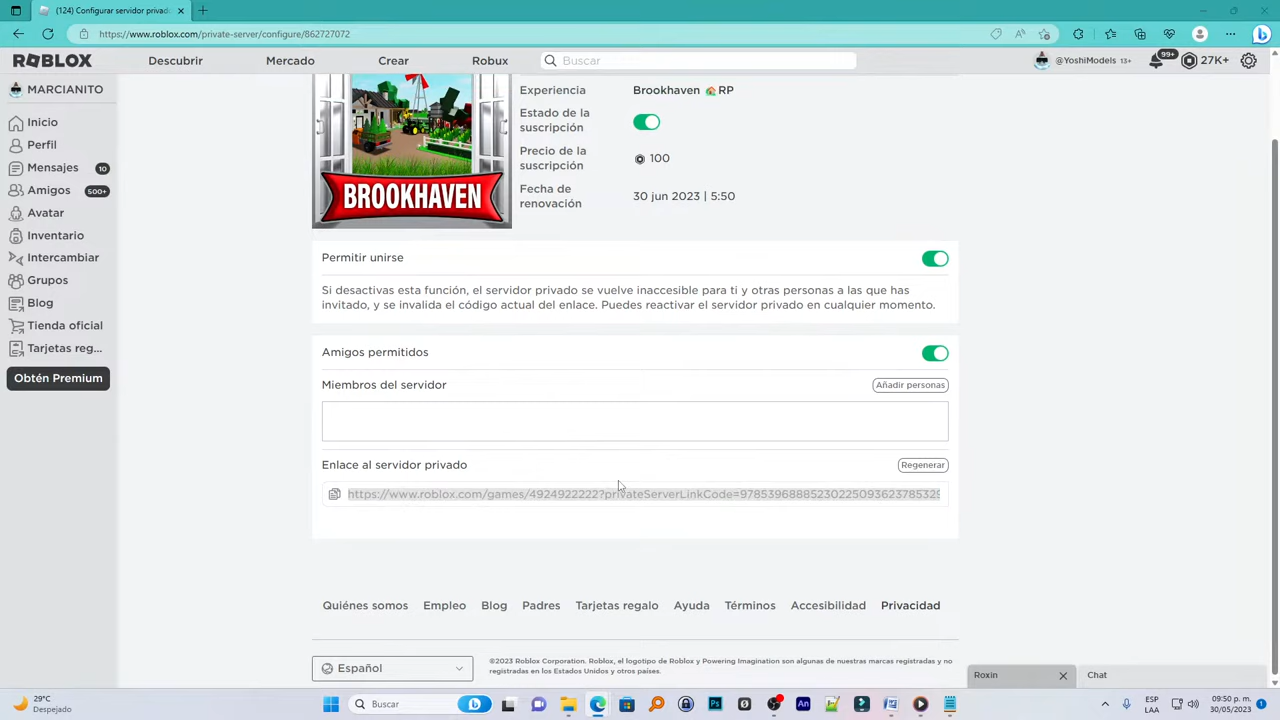 (124) Configurar servidor privad
https://www.roblox.com/private-server/configure/862727072
ROBLOX
Descubrir
Mercado
Crear
Robux
Buscar
@YoshiModels 13+
99+
27K+
MARCIANITO
Inicio
Perfil
Mensajes
10
Amigos
500+
Avatar
Inventario
Intercambiar
Grupos
Blog
Tienda oficial
Tarjetas reg...
Obtén Premium
BROOKHAVEN
Experiencia
Brookhaven 🏡RP
Estado de la
suscripción
Precio de la
suscripción
100
Fecha de
renovación
30 jun 2023 | 5:50
Permitir unirse
Si desactivas esta función, el servidor privado se vuelve inaccesible para ti y otras personas a las que has
invitado, y se invalida el código actual del enlace. Puedes reactivar el servidor privado en cualquier momento.
Amigos permitidos
Miembros del servidor
Añadir personas
Enlace al servidor privado
Regenerar
https://www.roblox.com/games/4924922222?privateServerLinkCode=97853968885230225093623785329
Quiénes somos
Empleo
Blog
Padres
Tarjetas regalo
Ayuda
Términos
Accesibilidad
Privacidad
Español
©2023 Roblox Corporation. Roblox, el logotipo de Roblox y Powering Imagination son algunas de nuestras marcas registradas y no
registradas en los Estados Unidos y otros países.
Roxin
Chat
29°C
Despejado
Buscar
ESP
LAA
09:50 p. m.
30/05/2023